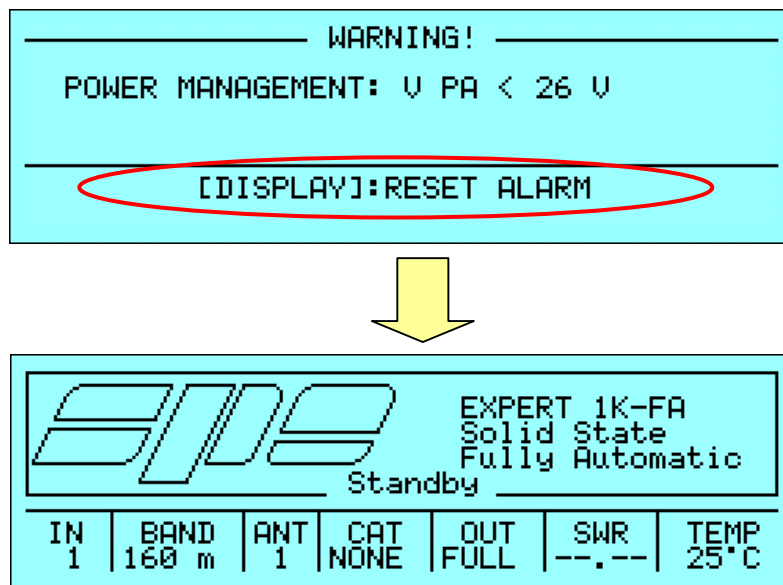 WARNING!
POWER MANAGEMENT: V PA < 26 V
[DISPLAY]:RESET ALARM
spe
EXPERT 1K-FA
Solid State
Fully Automatic
Standby
IN BAND ANT CAT OUT SWR TEMP
1 160 m 1 NONE FULL --.-- 25°C